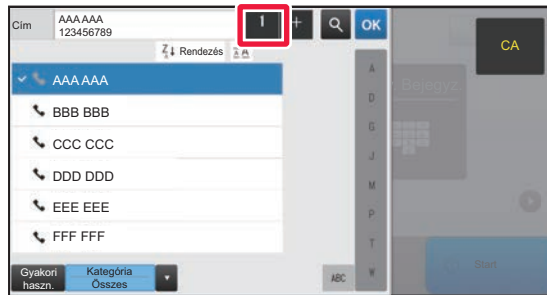 Cím
AAA AAA
123456789
1
+
OK
CA
Rendezés
AAA AAA
BBB BBB
CCC CCC
DDD DDD
EEE EEE
FFF FFF
A
D
G
J
M
P
T
W
Bejegyz
Start
Gyakori
haszn.
Kategória
Összes
ABC